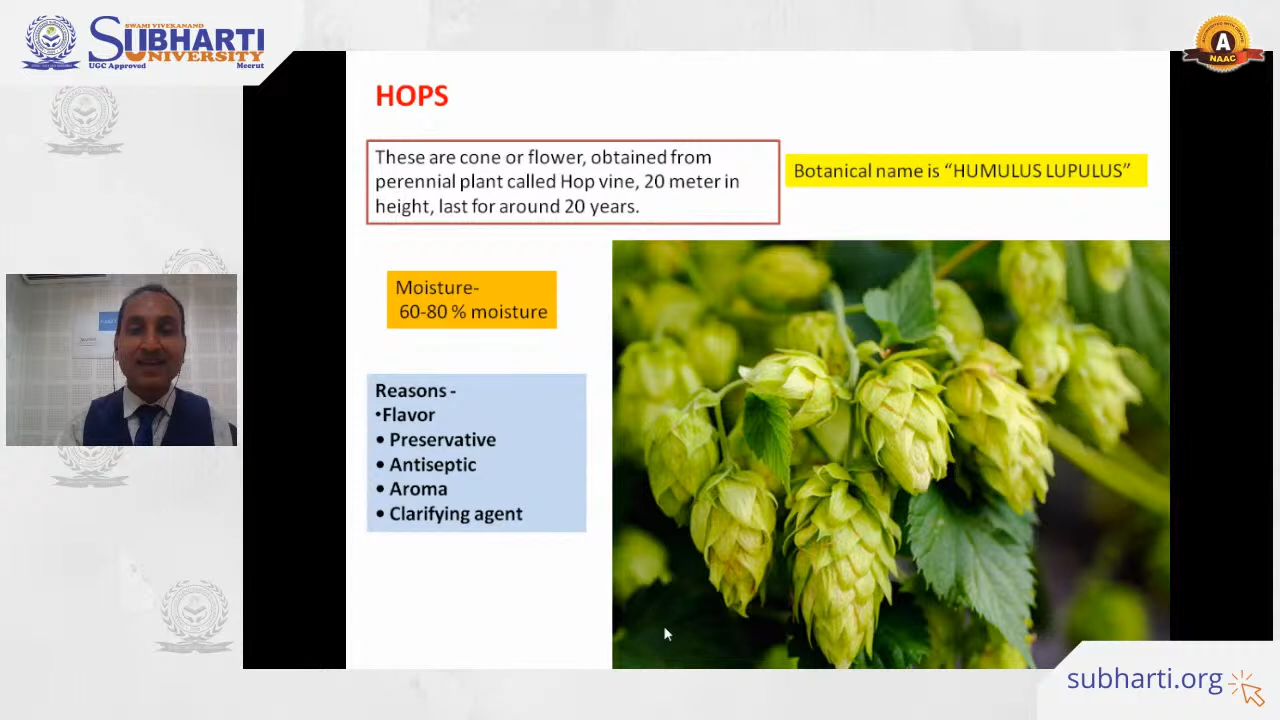 SWAMI VIVEKANAND
SUBHARTI
UNIVERSITY
UGC Approved Meerut
A
NAAC
HOPS
These are cone or flower, obtained from
perennial plant called Hop vine, 20 meter in
height, last for around 20 years.
Botanical name is “HUMULUS LUPULUS”
Moisture-
60-80 % moisture
Reasons -
•Flavor
• Preservative
• Antiseptic
• Aroma
• Clarifying agent
subharti.org